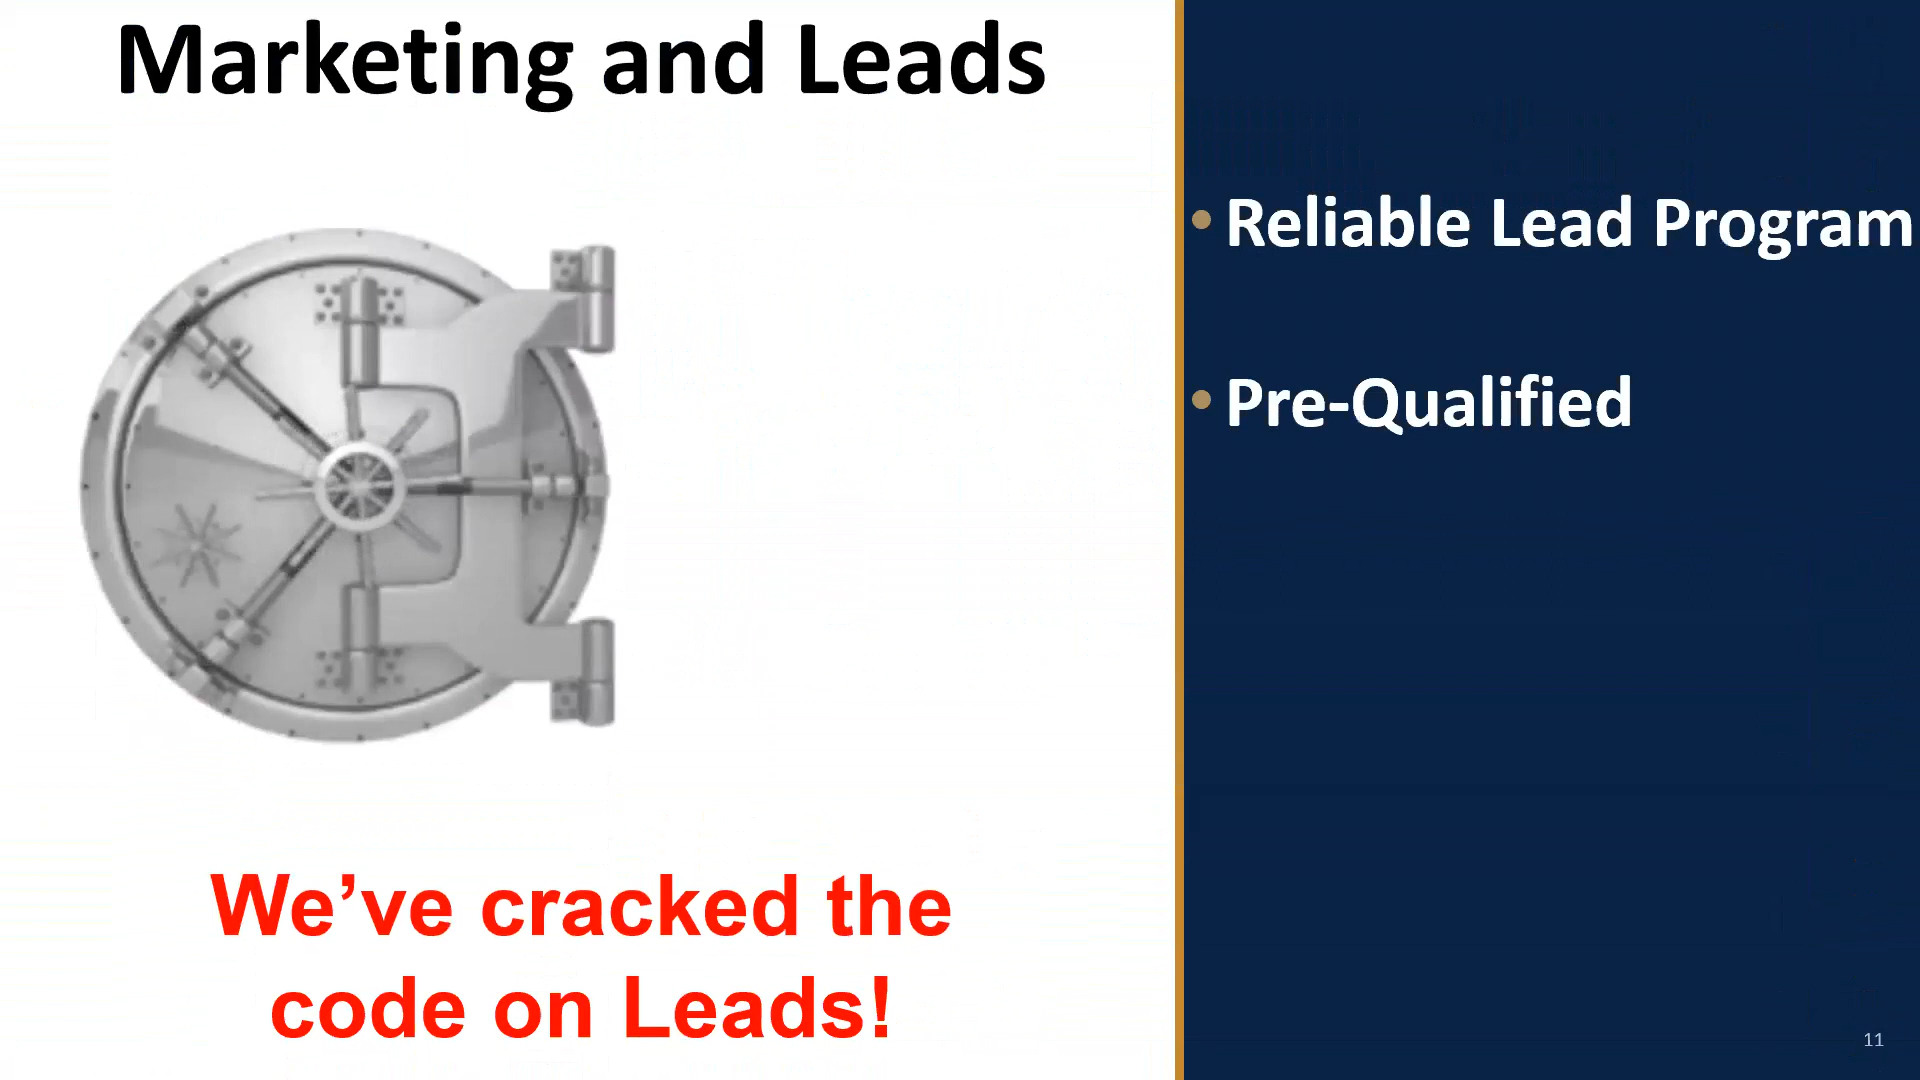 Marketing and Leads
We’ve cracked the
code on Leads!
• Reliable Lead Program
• Pre-Qualified
11